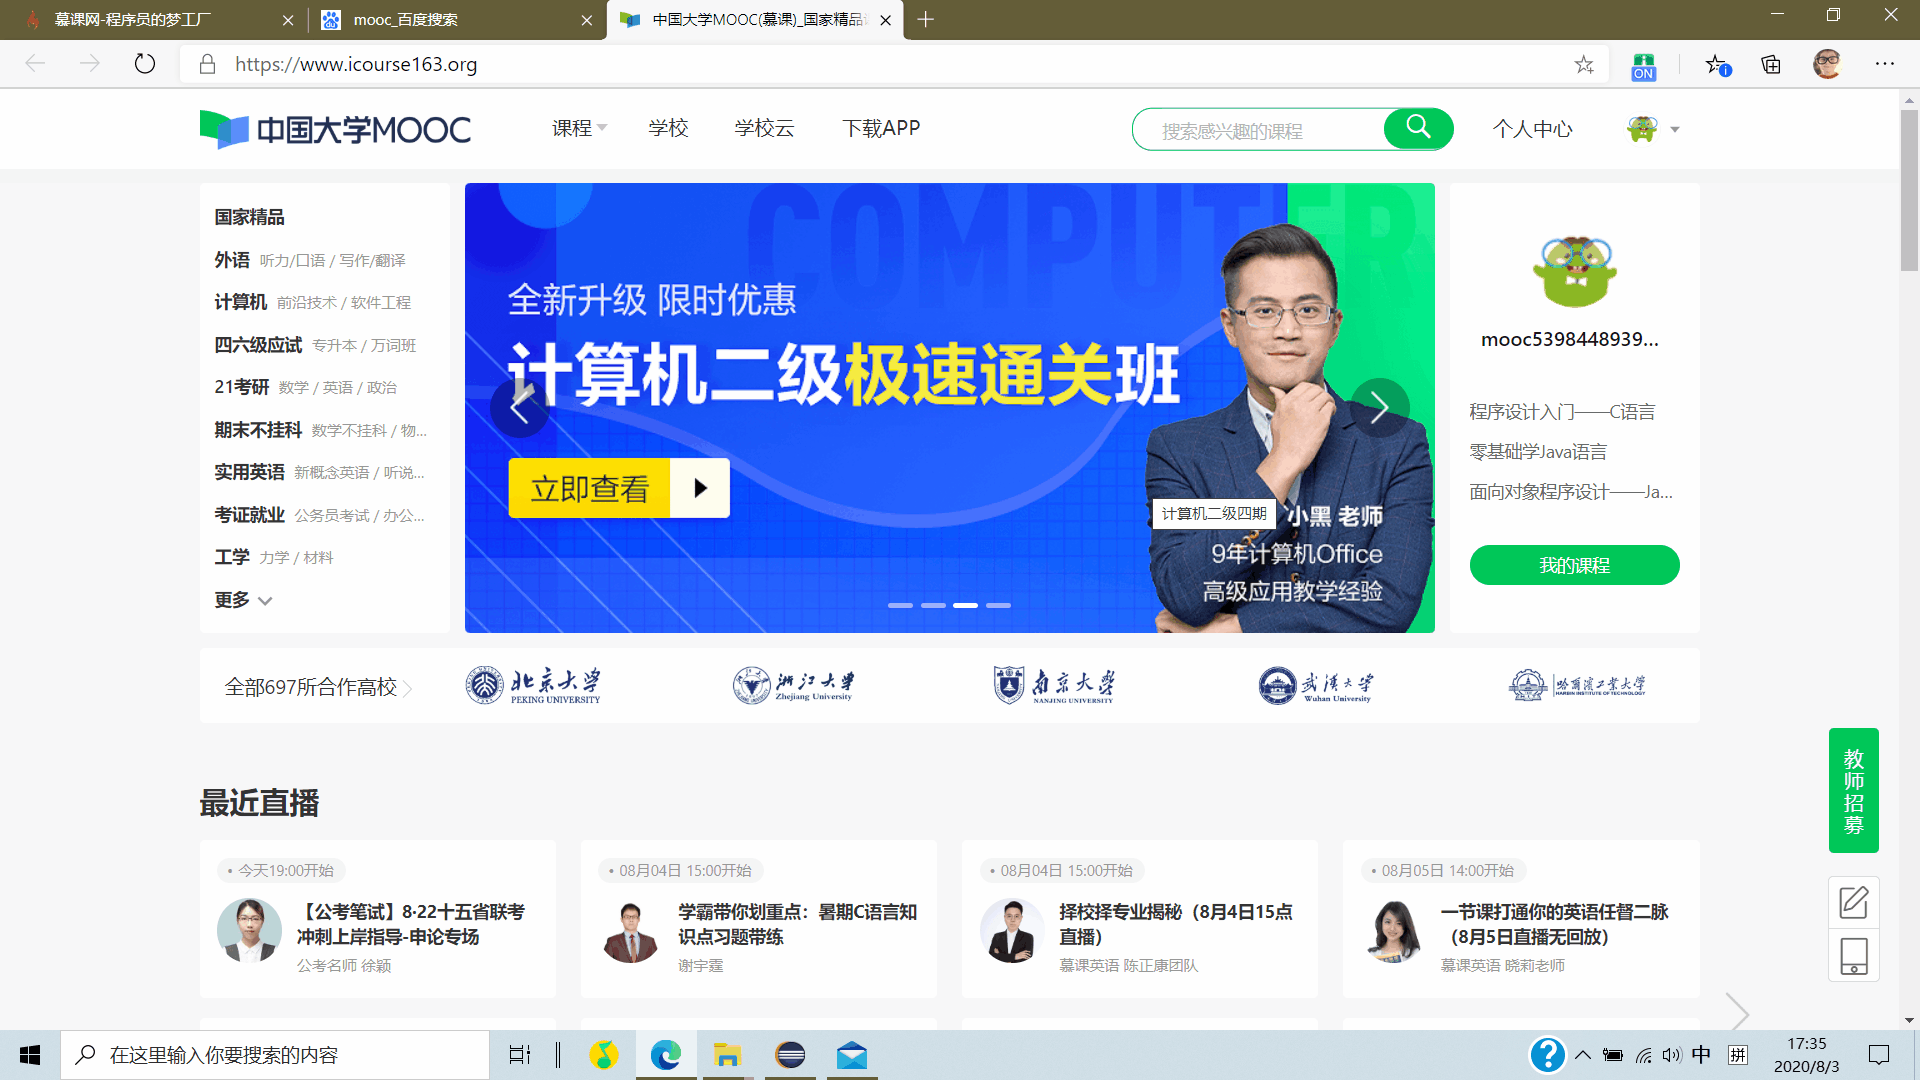 慕课网-程序员的梦工厂
mooc_百度搜索
中国大学MOOC(慕课)_国家精品
https://www.icourse163.org
ON
中国大学MOOC
课程
学校
学校云
下载APP
搜索感兴趣的课程
个人中心
国家精品
外语 听力/口语 / 写作/翻译
计算机 前沿技术 / 软件工程
四六级应试 专升本 / 万词班
21考研 数学 / 英语 / 政治
期末不挂科 数学不挂科 / 物...
实用英语 新概念英语 / 听说...
考证就业 公务员考试 / 办公...
工学 力学 / 材料
更多
COMPUTER
全新升级 限时优惠
计算机二级极速通关班
立即查看
计算机二级四期
小黑 老师
9年计算机Office
高级应用教学经验
mooc5398448939...
程序设计入门——C语言
零基础学Java语言
面向对象程序设计——Ja...
我的课程
全部697所合作高校
北京大学
PEKING UNIVERSITY
浙江大学
Zhejiang University
南京大学
NANJING UNIVERSITY
武汉大学
Wuhan University
哈尔滨工业大学
HARBIN INSTITUTE OF TECHNOLOGY
教师招募
最近直播
• 今天19:00开始
【公考笔试】8·22十五省联考
冲刺上岸指导-申论专场
公考名师 徐颖
• 08月04日 15:00开始
学霸带你划重点：暑期C语言知
识点习题带练
谢宇霆
• 08月04日 15:00开始
择校择专业揭秘（8月4日15点
直播）
慕课英语 陈正康团队
• 08月05日 14:00开始
一节课打通你的英语任督二脉
（8月5日直播无回放）
慕课英语 晓莉老师
在这里输入你要搜索的内容
中
拼
17:35
2020/8/3